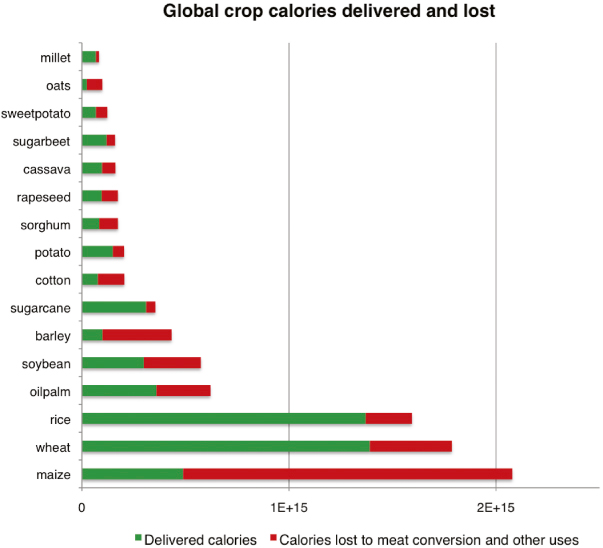 Global crop calories delivered and lost
millet
oats
sweetpotato
sugarbeet
cassava
rapeseed
sorghum
potato
cotton
sugarcane
barley
soybean
oilpalm
rice
wheat
maize
0 1E+15 2E+15
Delivered calories Calories lost to meat conversion and other uses